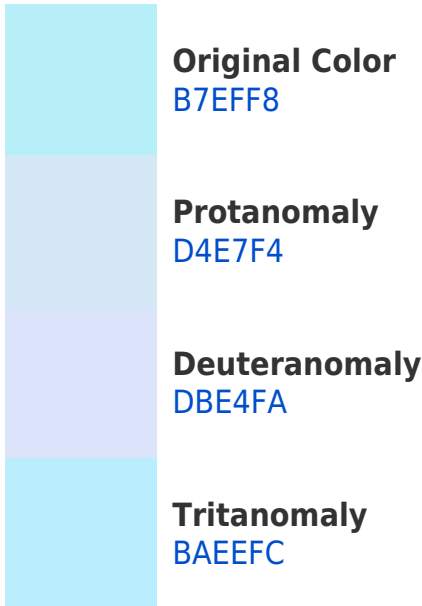 Original Color
B7EFF8
Protanomaly
D4E7F4
Deuteranomaly
DBE4FA
Tritanomaly
BAEEFC